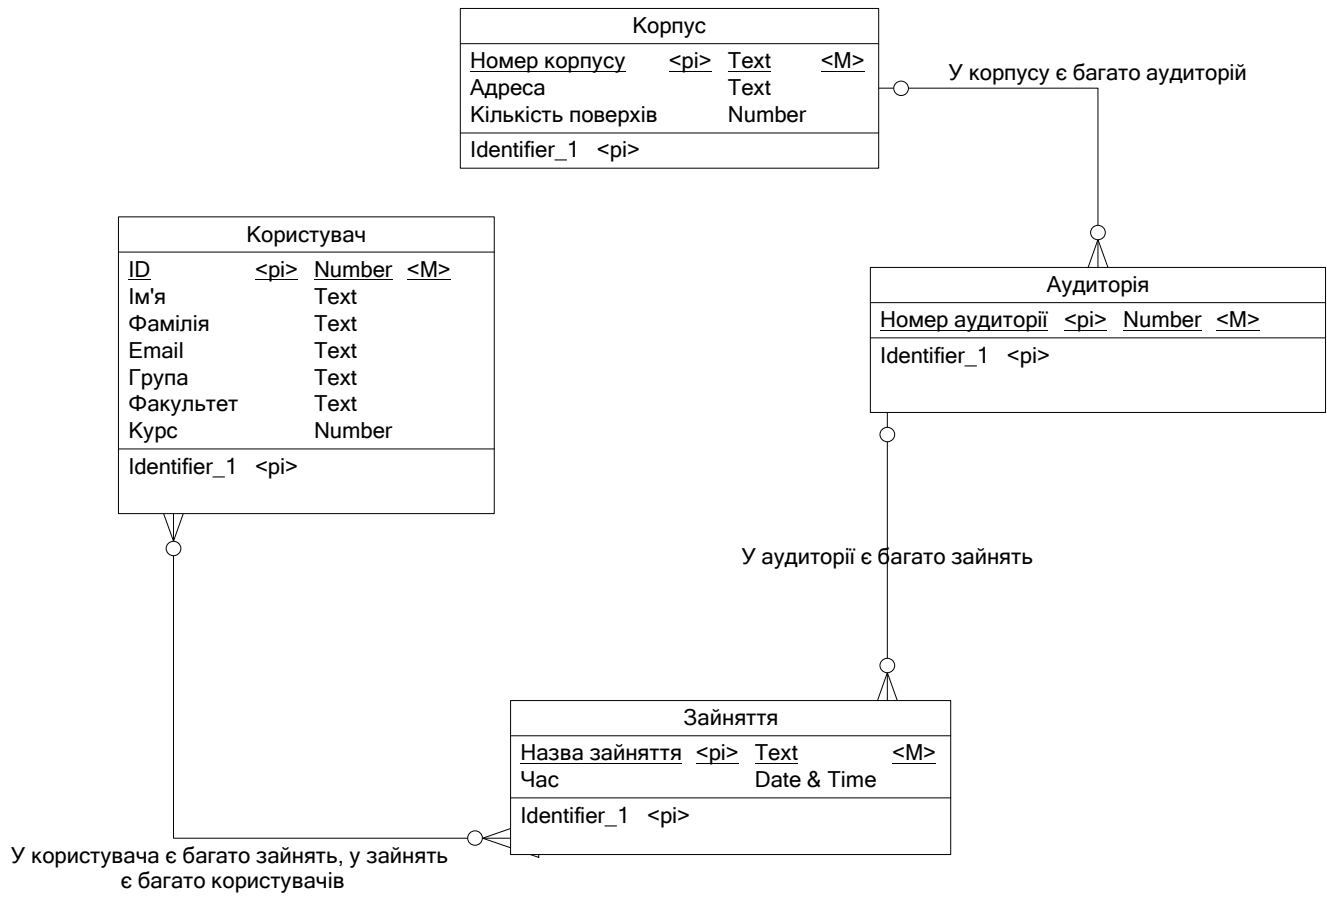 Корпус
Номер корпусу <pi> Text <M>
Адреса Text
Кількість поверхів Number
Identifier_1 <pi>
У корпусу є багато аудиторій
Користувач
ID <pi> Number <M>
Ім'я Text
Фамілія Text
Email Text
Група Text
Факультет Text
Курс Number
Identifier_1 <pi>
Аудиторія
Номер аудиторії <pi> Number <M>
Identifier_1 <pi>
У аудиторії є багато зайнять
Зайняття
Назва зайняття <pi> Text <M>
Час Date & Time
Identifier_1 <pi>
У користувача є багато зайнять, у зайнять
є багато користувачів